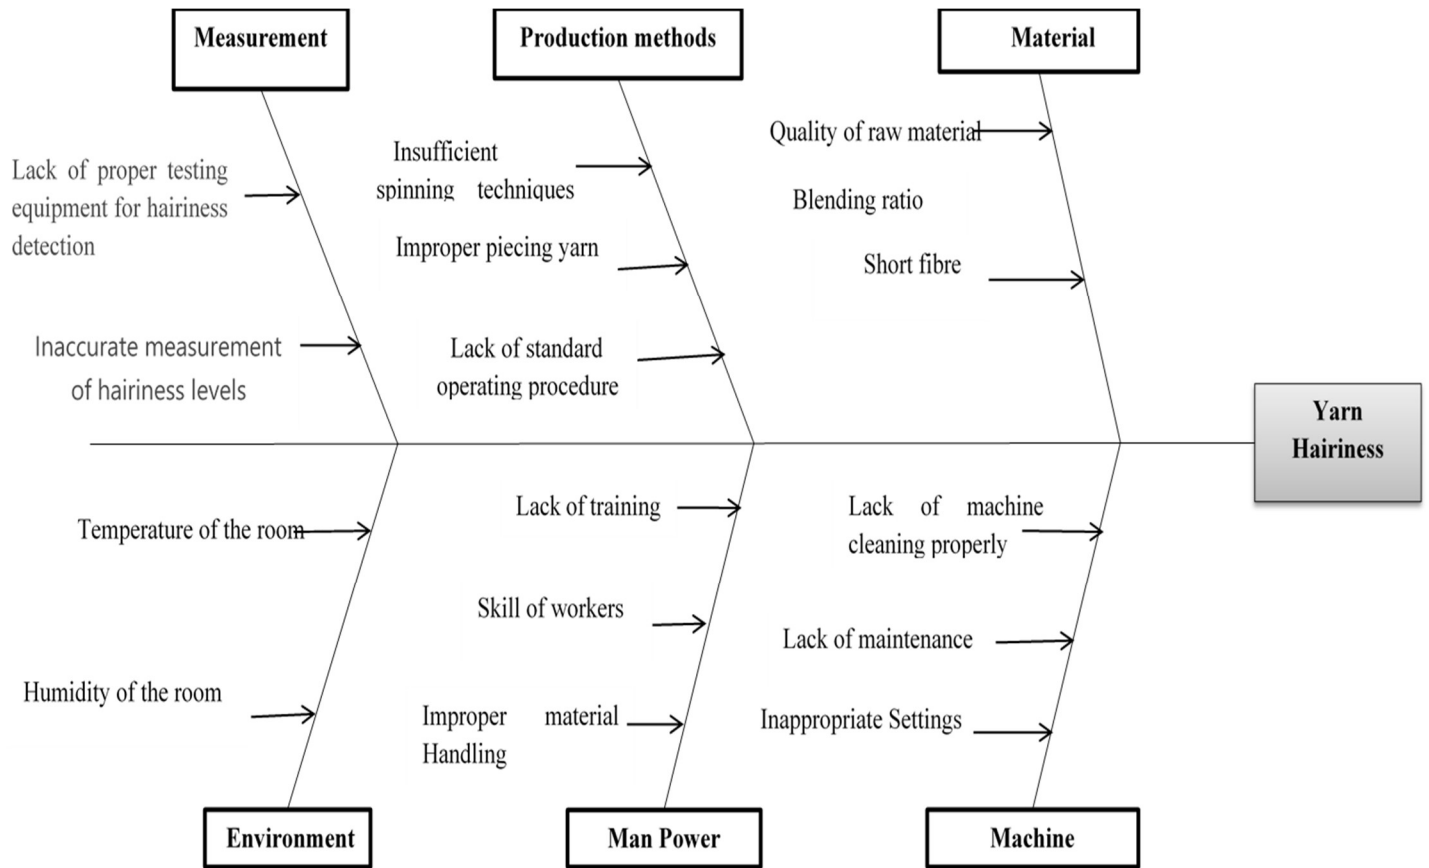 Measurement
Production methods
Material
Lack of proper testing
equipment for hairiness
detection
Inaccurate measurement
of hairiness levels
Insufficient
spinning techniques
Improper piecing yarn
Lack of standard
operating procedure
Quality of raw material
Blending ratio
Short fibre
Yarn
Hairiness
Temperature of the room
Humidity of the room
Lack of training
Skill of workers
Improper material
Handling
Lack of machine
cleaning properly
Lack of maintenance
Inappropriate Settings
Environment
Man Power
Machine